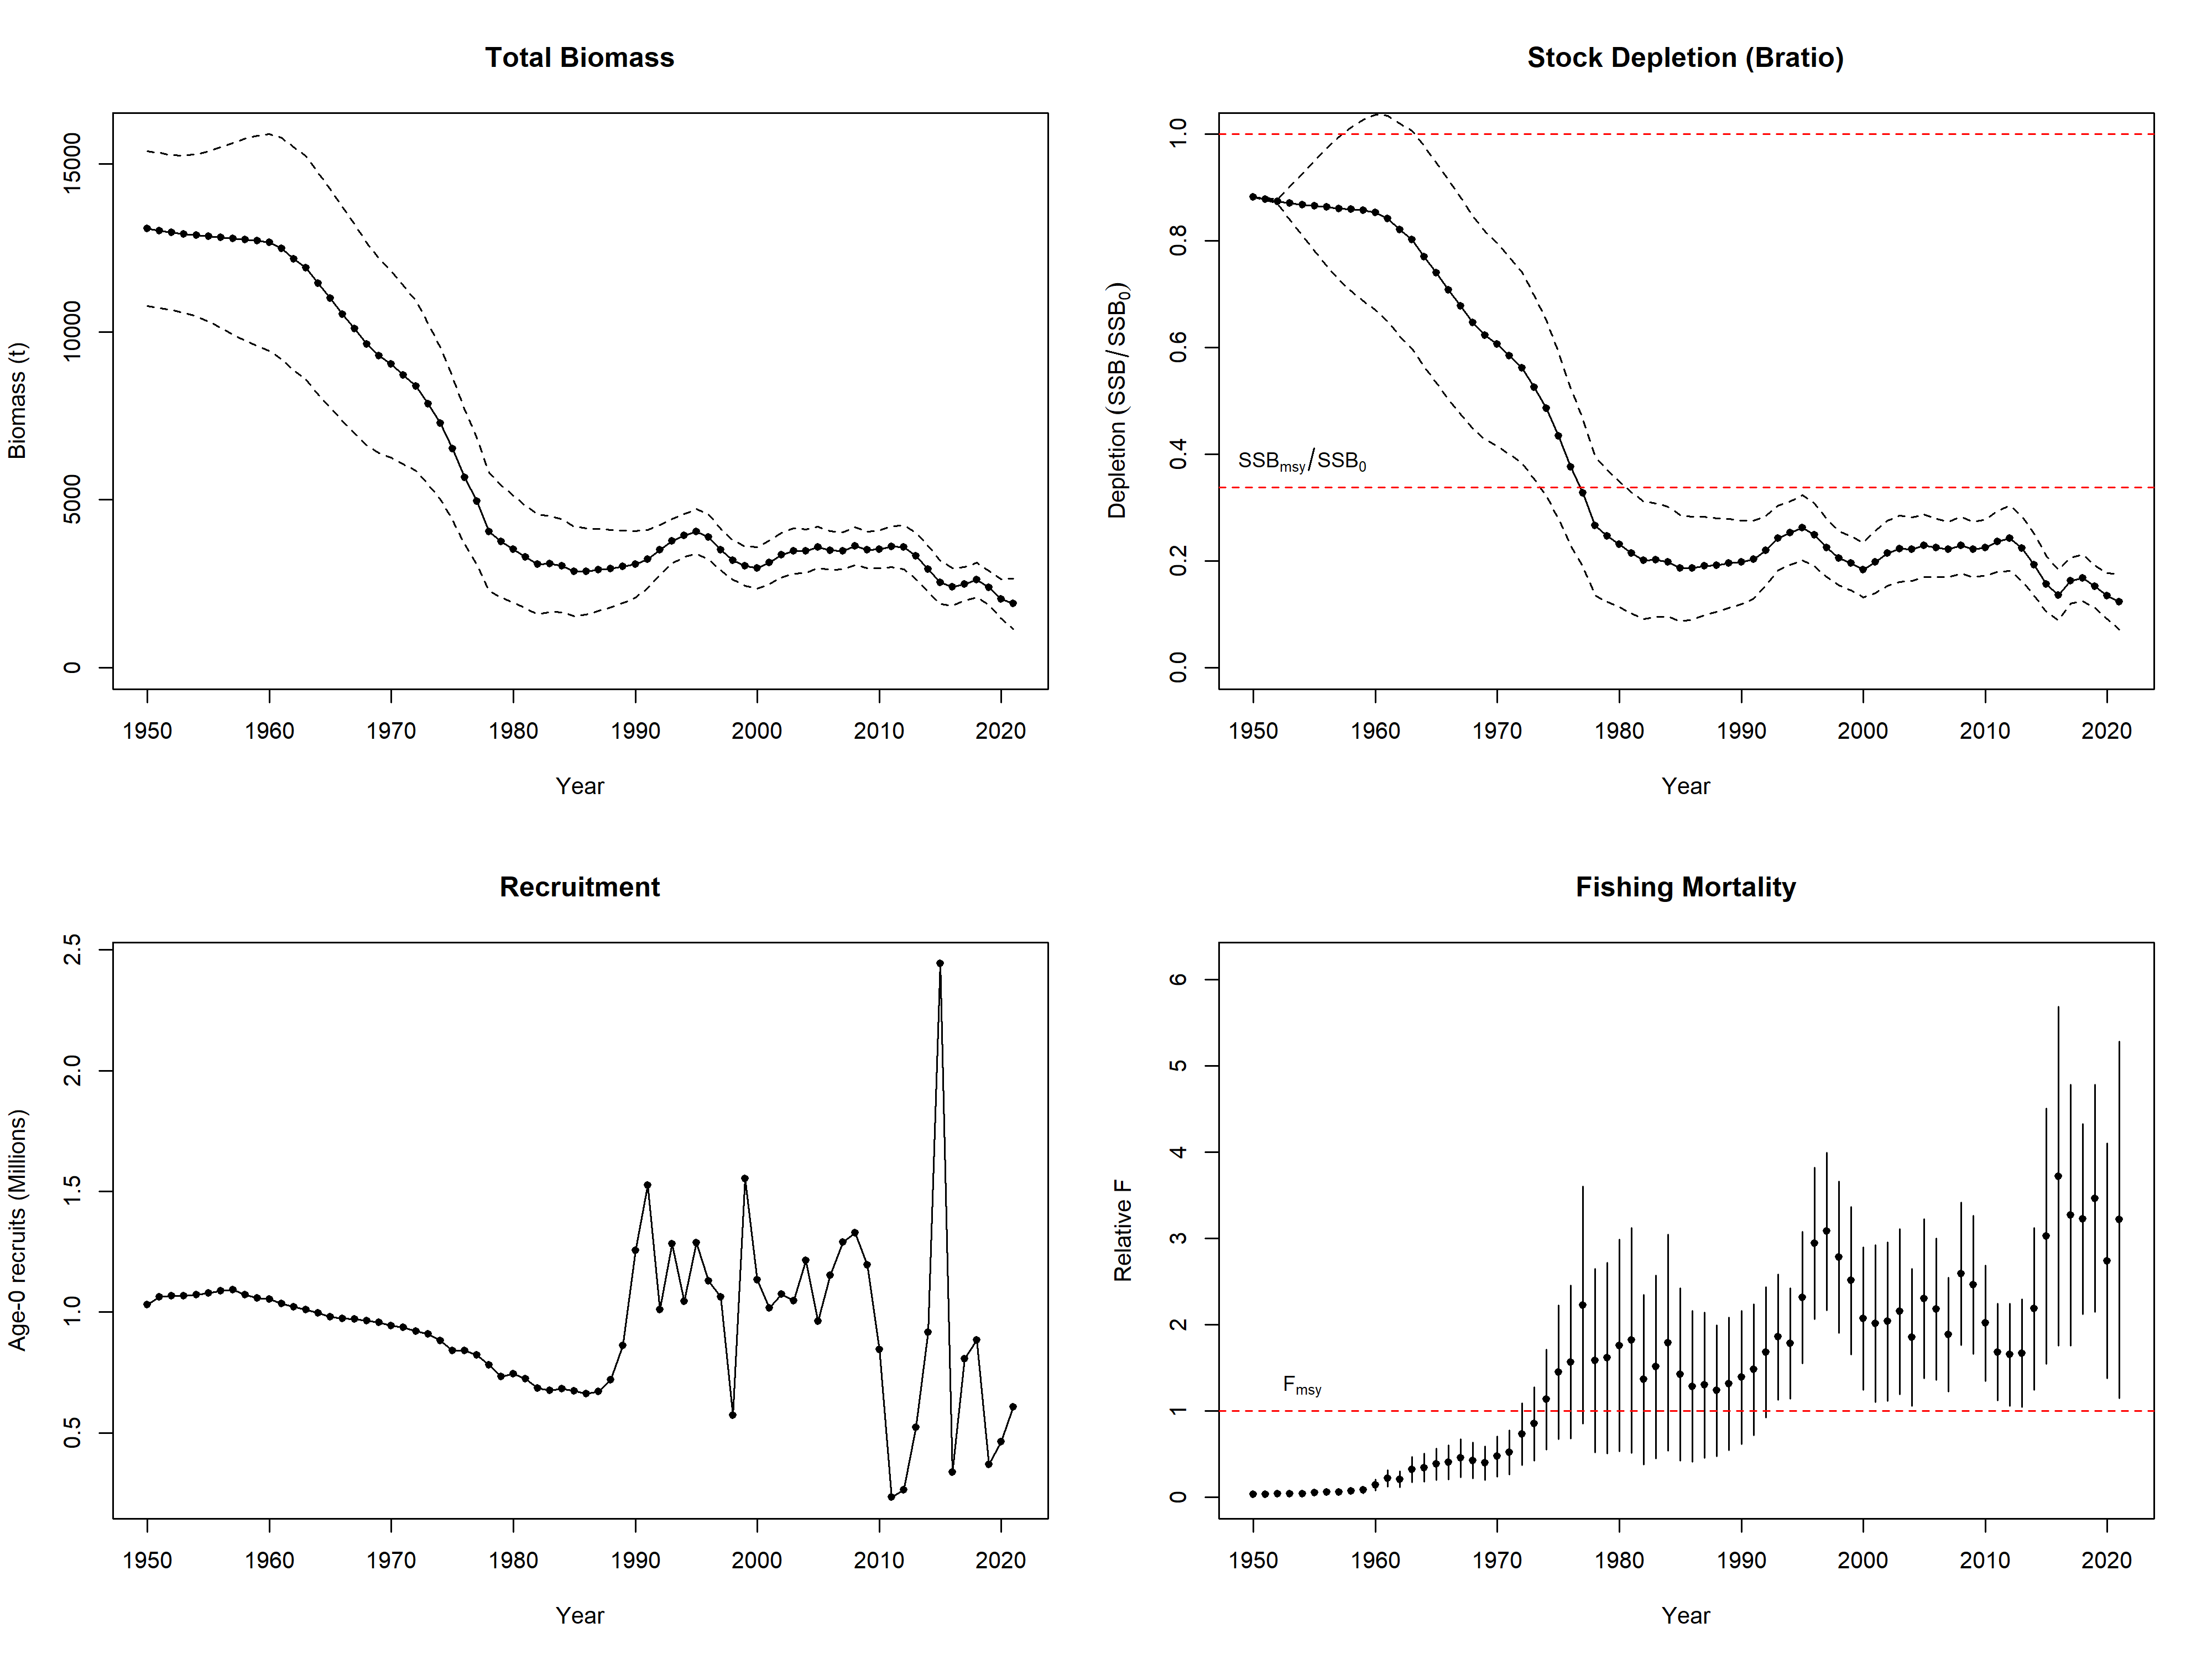 Total Biomass
Biomass (t)
15000
10000
5000
0
1950 1960 1970 1980 1990 2000 2010 2020
Year
Stock Depletion (Bratio)
Depletion (SSB/SSB₀)
1.0
0.8
0.6
0.4
0.2
0.0
SSBmsy/SSB₀
1950 1960 1970 1980 1990 2000 2010 2020
Year
Recruitment
Age-0 recruits (Millions)
2.5
2.0
1.5
1.0
0.5
1950 1960 1970 1980 1990 2000 2010 2020
Year
Fishing Mortality
Relative F
6
5
4
3
2
1
0
Fmsy
1950 1960 1970 1980 1990 2000 2010 2020
Year